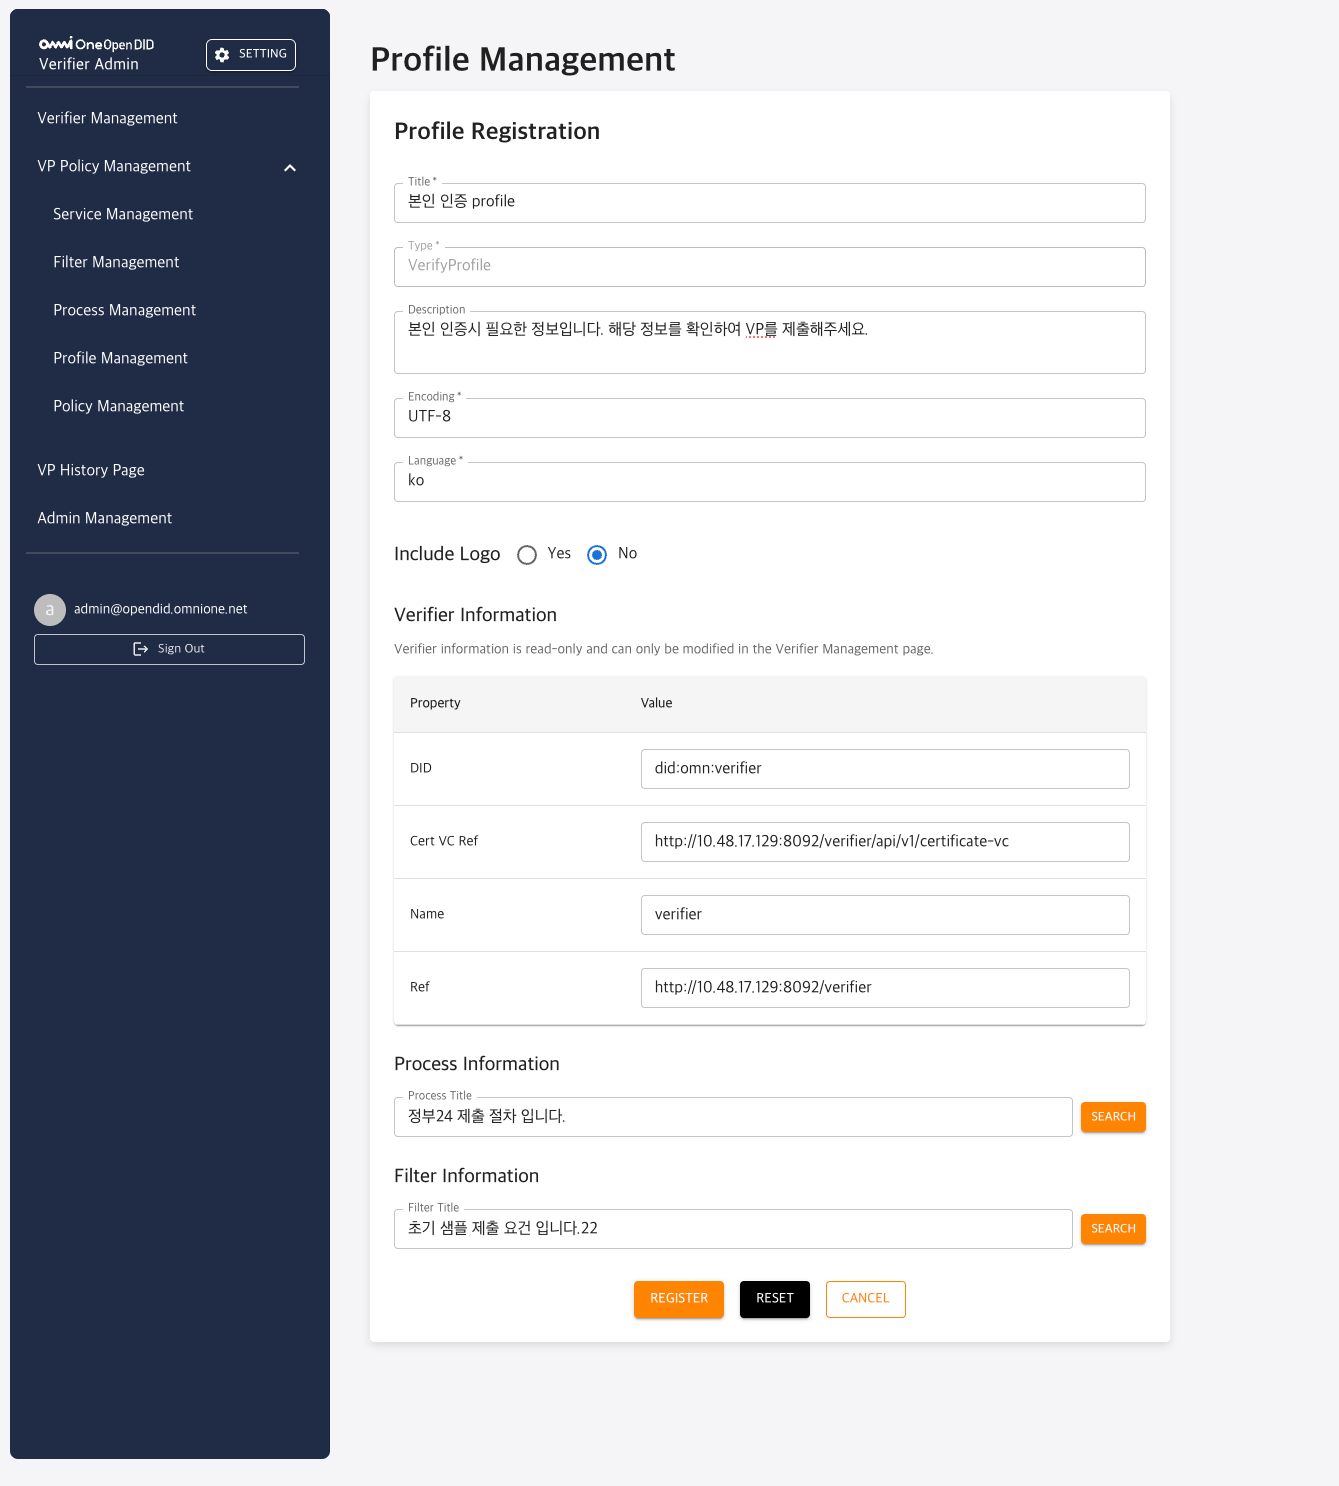 omni One Open DID
Verifier Admin
SETTING
Verifier Management
VP Policy Management
Service Management
Filter Management
Process Management
Profile Management
Policy Management
VP History Page
Admin Management
a
admin@opendid.omnione.net
Sign Out
Profile Management
Profile Registration
Title *
본인 인증 profile
Type *
VerifyProfile
Description
본인 인증시 필요한 정보입니다. 해당 정보를 확인하여 VP를 제출해주세요.
Encoding *
UTF-8
Language *
ko
Include Logo Yes No
Verifier Information
Verifier information is read-only and can only be modified in the Verifier Management page.
Property Value
DID did:omn:verifier
Cert VC Ref http://10.48.17.129:8092/verifier/api/v1/certificate-vc
Name verifier
Ref http://10.48.17.129:8092/verifier
Process Information
Process Title
정부24 제출 절차 입니다.
SEARCH
Filter Information
Filter Title
초기 샘플 제출 요건 입니다.22
SEARCH
REGISTER RESET CANCEL